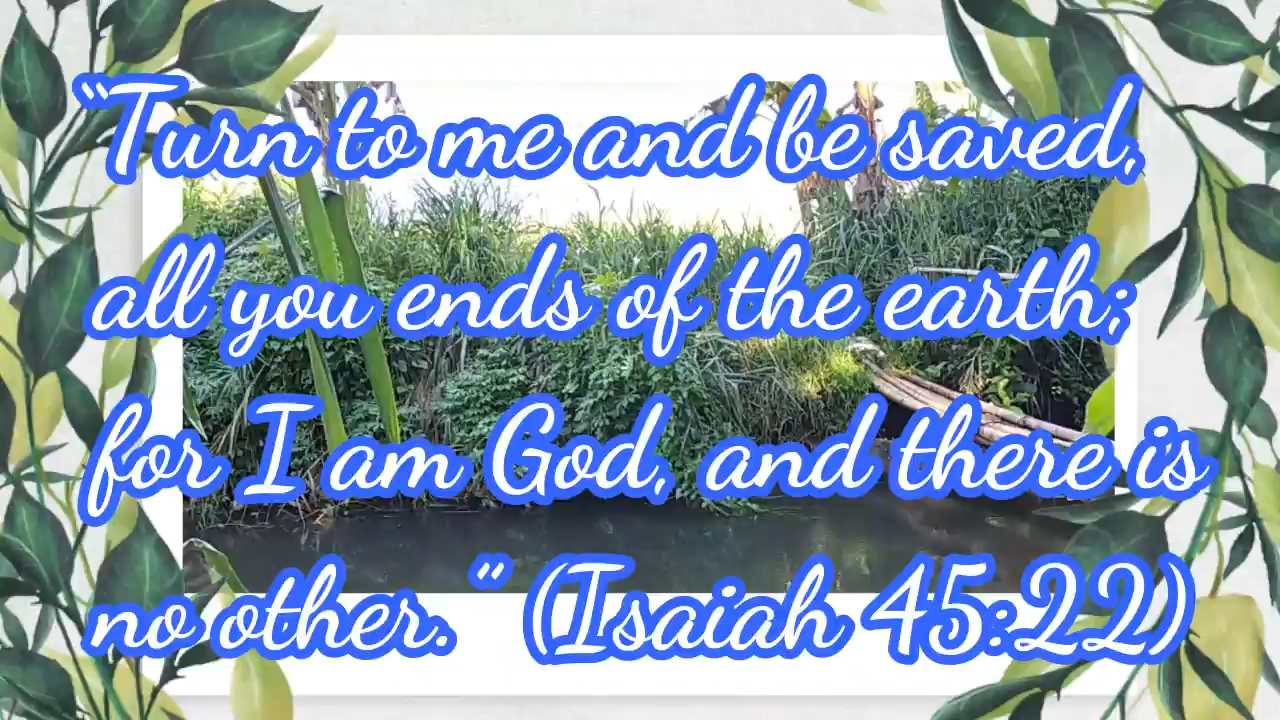 “Turn to me and be saved,
all you ends of the earth;
for I am God, and there is
no other.” (Isaiah 45:22)